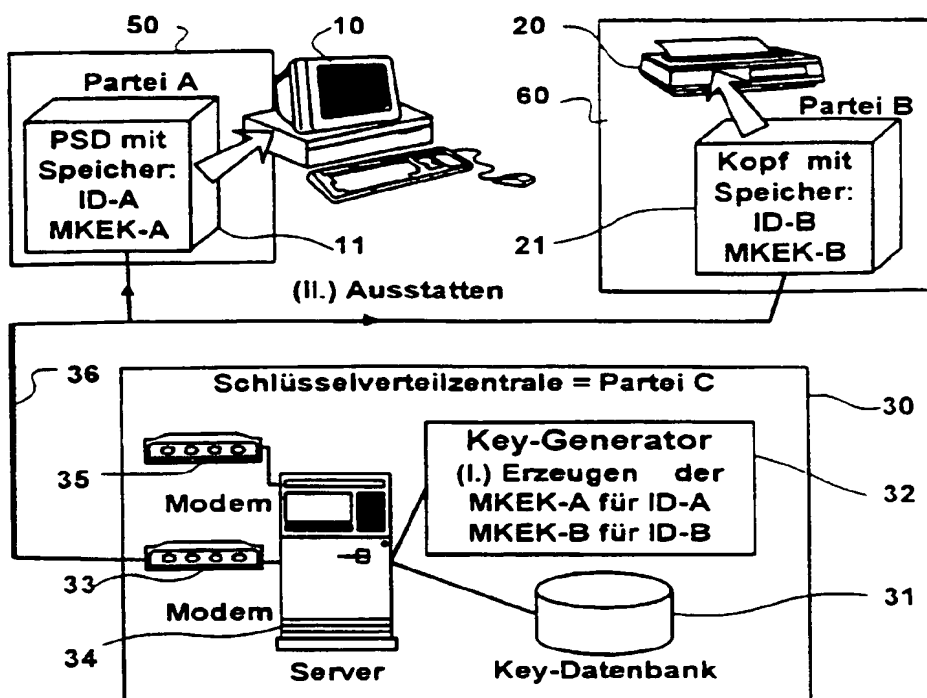 50
10
20
Partei A
PSD mit
Speicher:
ID-A
MKEK-A
11
60
Partei B
Kopf mit
Speicher:
ID-B
MKEK-B
21
(II.) Ausstatten
36
Schlüsselverteilzentrale = Partei C
30
35
Modem
Key-Generator
(I.) Erzeugen der
MKEK-A für ID-A
MKEK-B für ID-B
32
33
Modem
34
Server
31
Key-Datenbank